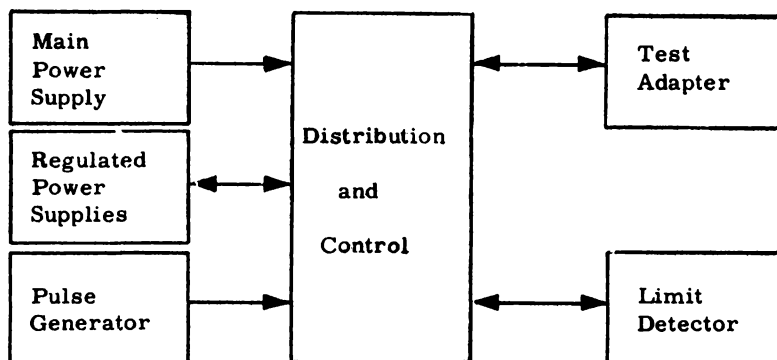 Main
Power
Supply
Regulated
Power
Supplies
Pulse
Generator
Distribution
and
Control
Test
Adapter
Limit
Detector